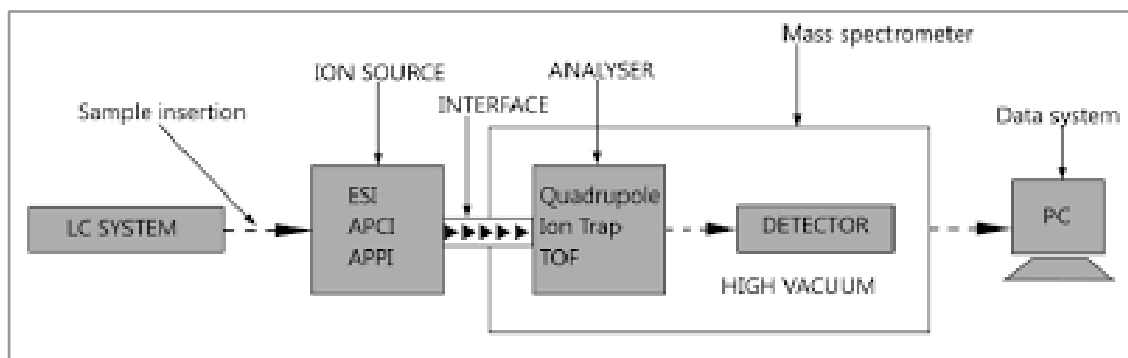 Mass spectrometer
ION SOURCE
ANALYSER
INTERFACE
Sample insertion
Data system
LC SYSTEM
ESI
APCI
APPI
Quadrupole
Ion Trap
TOF
DETECTOR
PC
HIGH VACUUM